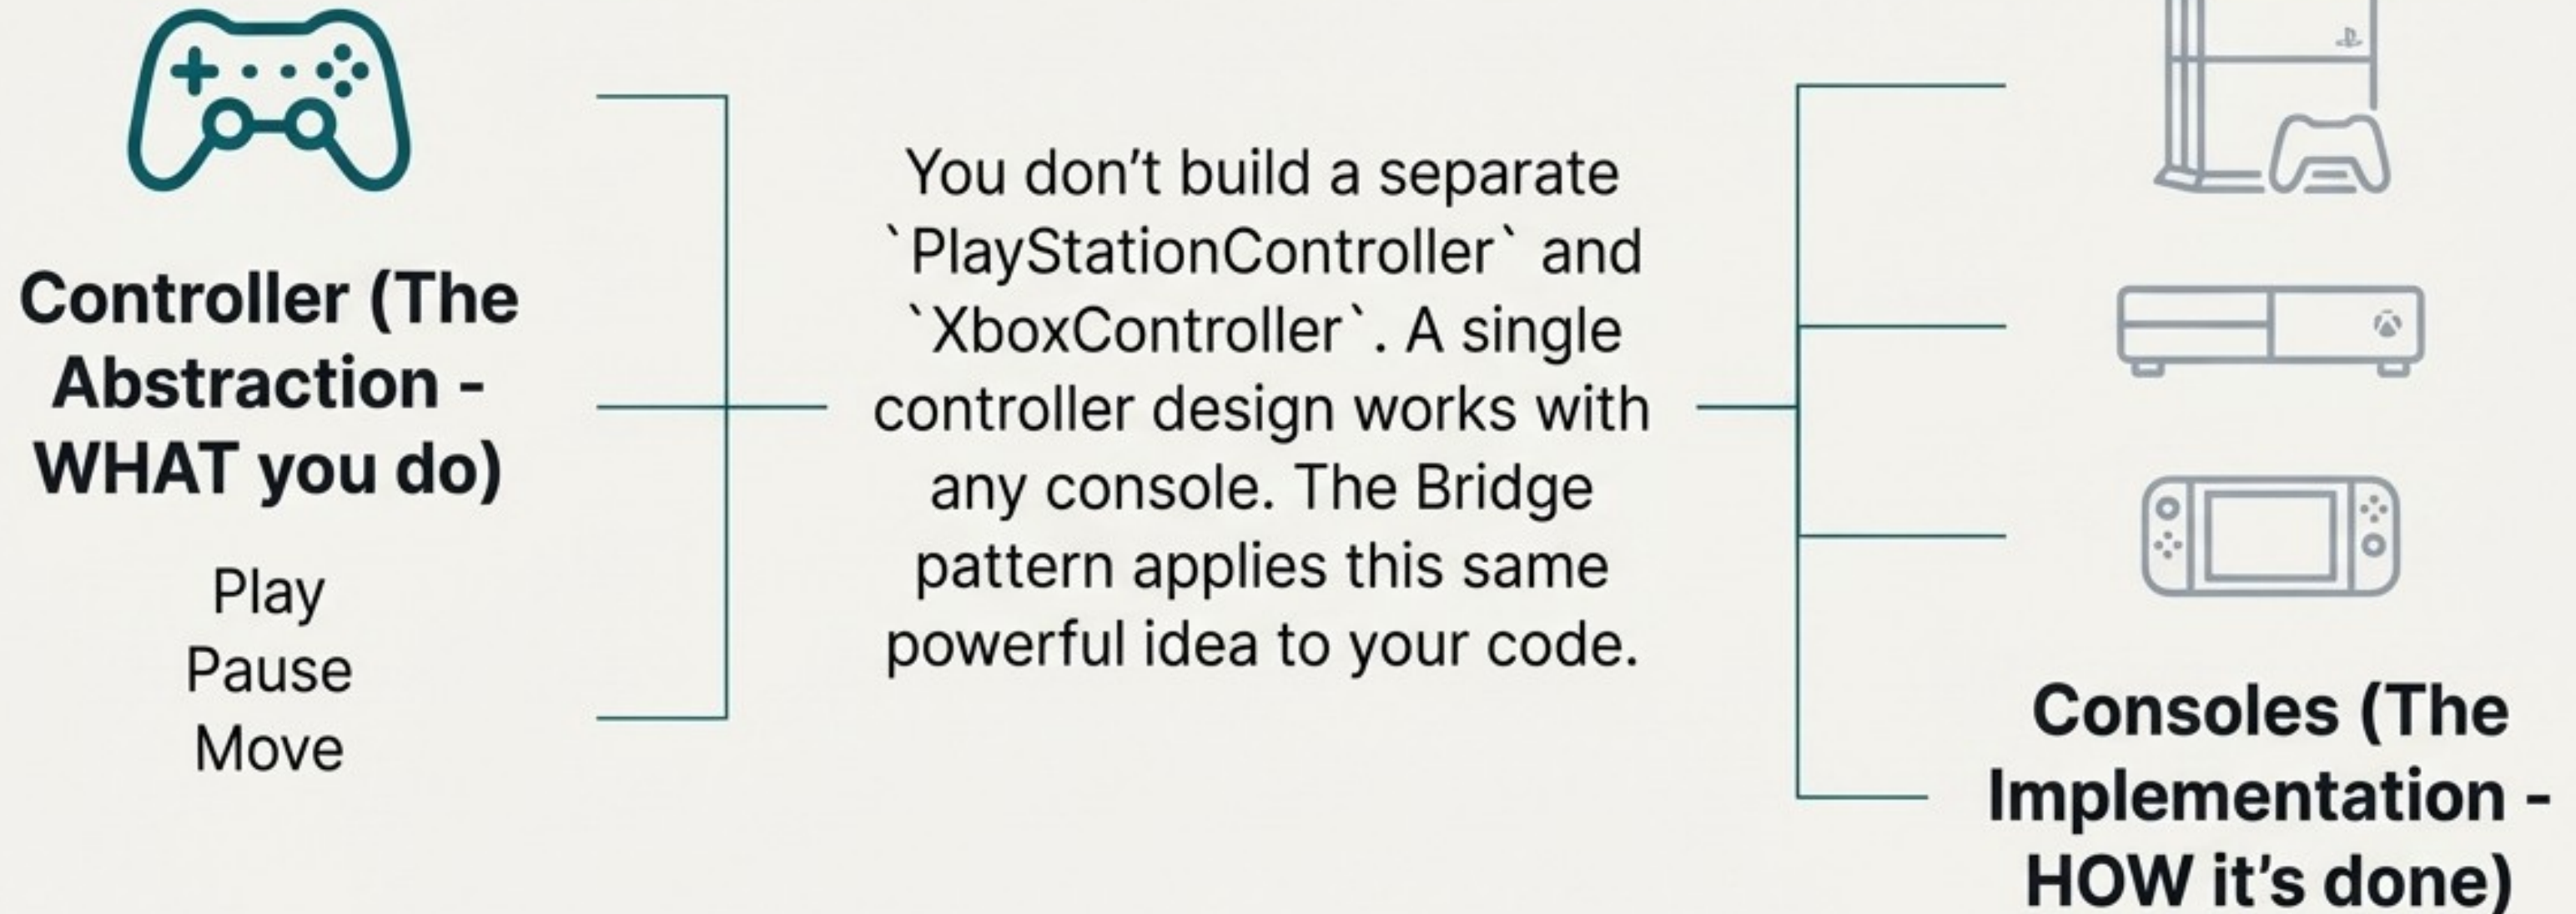 Controller (The
Abstraction -
WHAT you do)
Play
Pause
Move
You don’t build a separate
`PlayStationController` and
`XboxController`. A single
controller design works with
any console. The Bridge
pattern applies this same
powerful idea to your code.
Consoles (The
Implementation -
HOW it’s done)